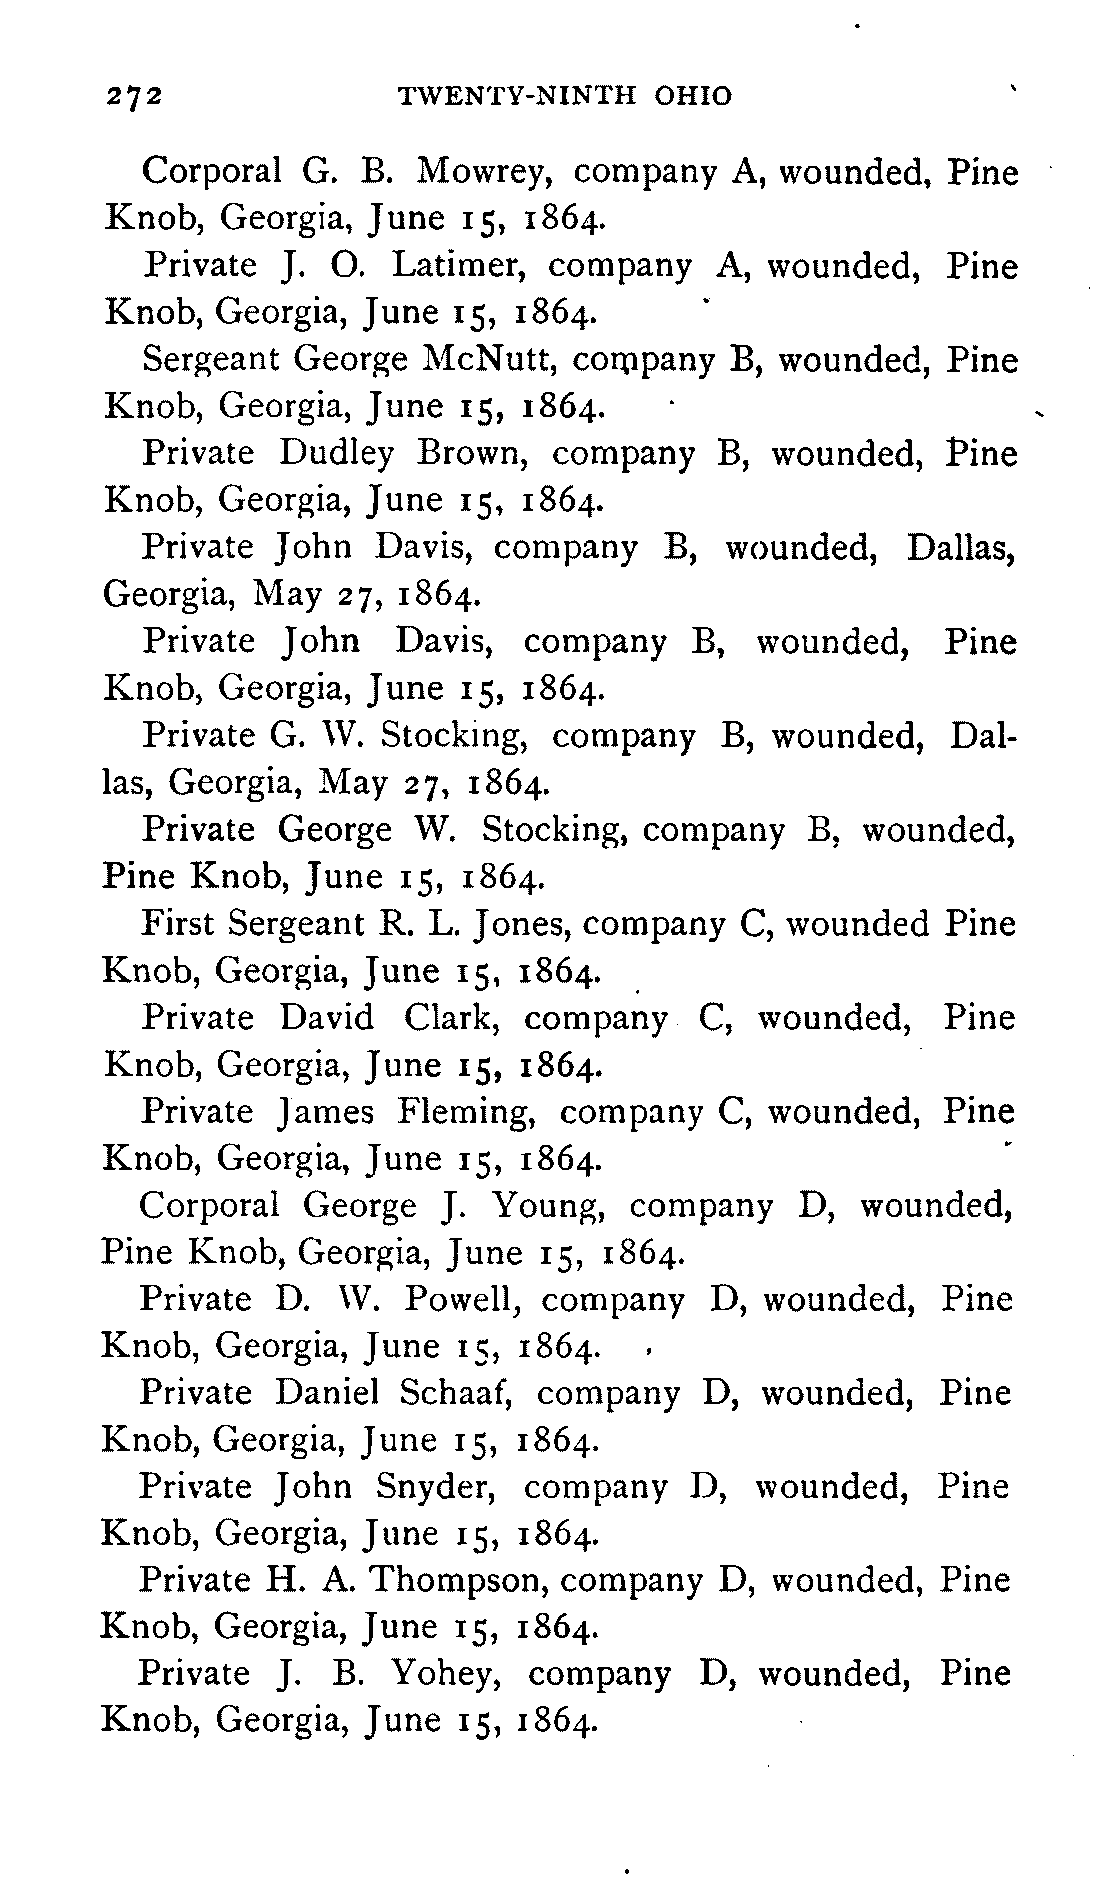 272 TWENTY-NINTH OHIO
Corporal G. B. Mowrey, company A, wounded, Pine
Knob, Georgia, June 15, 1864.
Private J. O. Latimer, company A, wounded, Pine
Knob, Georgia, June 15, 1864.
Sergeant George McNutt, company B, wounded, Pine
Knob, Georgia, June 15, 1864.
Private Dudley Brown, company B, wounded, Pine
Knob, Georgia, June 15, 1864.
Private John Davis, company B, wounded, Dallas,
Georgia, May 27, 1864.
Private John Davis, company B, wounded, Pine
Knob, Georgia, June 15, 1864.
Private G. W. Stocking, company B, wounded, Dal-
las, Georgia, May 27, 1864.
Private George W. Stocking, company B, wounded,
Pine Knob, June 15, 1864.
First Sergeant R. L. Jones, company C, wounded Pine
Knob, Georgia, June 15, 1864.
Private David Clark, company C, wounded, Pine
Knob, Georgia, June 15, 1864.
Private James Fleming, company C, wounded, Pine
Knob, Georgia, June 15, 1864.
Corporal George J. Young, company D, wounded,
Pine Knob, Georgia, June 15, 1864.
Private D. W. Powell, company D, wounded, Pine
Knob, Georgia, June 15, 1864.
Private Daniel Schaaf, company D, wounded, Pine
Knob, Georgia, June 15, 1864.
Private John Snyder, company D, wounded, Pine
Knob, Georgia, June 15, 1864.
Private H. A. Thompson, company D, wounded, Pine
Knob, Georgia, June 15, 1864.
Private J. B. Yohey, company D, wounded, Pine
Knob, Georgia, June 15, 1864.